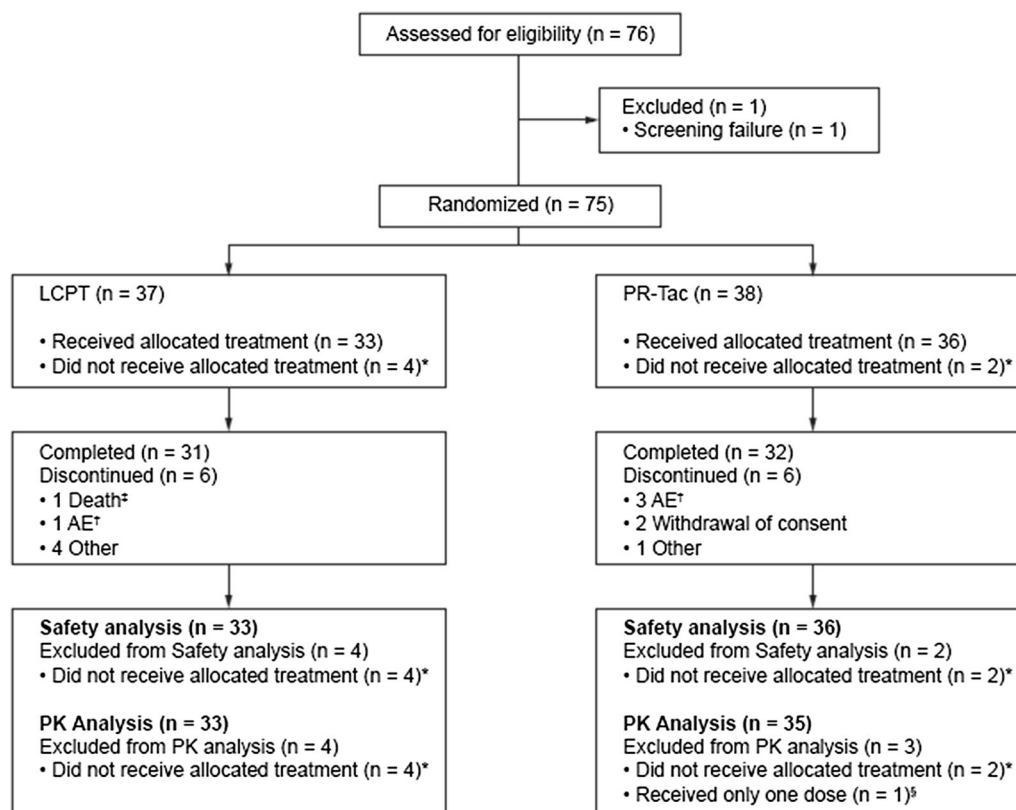 Assessed for eligibility (n = 76)
Excluded (n = 1)
• Screening failure (n = 1)
Randomized (n = 75)
LCPT (n = 37)
• Received allocated treatment (n = 33)
• Did not receive allocated treatment (n = 4)*
PR-Tac (n = 38)
• Received allocated treatment (n = 36)
• Did not receive allocated treatment (n = 2)*
Completed (n = 31)
Discontinued (n = 6)
• 1 Death‡
• 1 AE†
• 4 Other
Completed (n = 32)
Discontinued (n = 6)
• 3 AE†
• 2 Withdrawal of consent
• 1 Other
Safety analysis (n = 33)
Excluded from Safety analysis (n = 4)
• Did not receive allocated treatment (n = 4)*
PK Analysis (n = 33)
Excluded from PK analysis (n = 4)
• Did not receive allocated treatment (n = 4)*
Safety analysis (n = 36)
Excluded from Safety analysis (n = 2)
• Did not receive allocated treatment (n = 2)*
PK Analysis (n = 35)
Excluded from PK analysis (n = 3)
• Did not receive allocated treatment (n = 2)*
• Received only one dose (n = 1)§